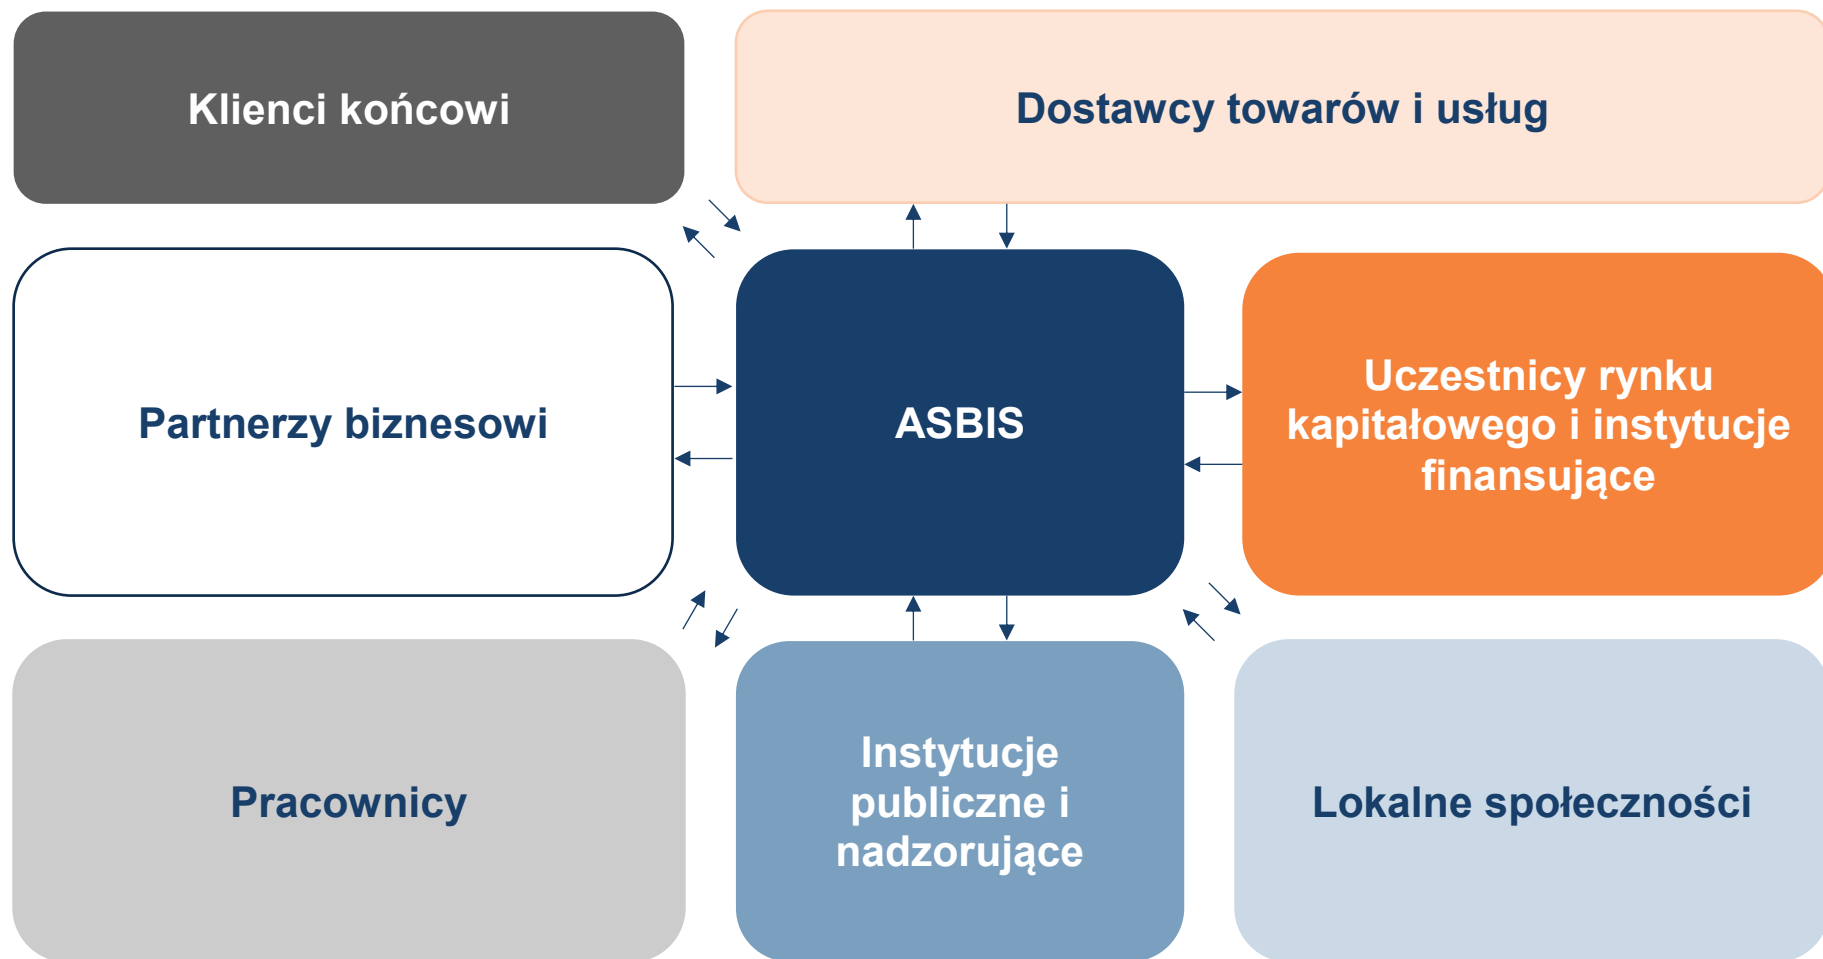 Klienci końcowi
Dostawcy towarów i usług
Partnerzy biznesowi
ASBIS
Uczestnicy rynku
kapitałowego i instytucje
finansujące
Pracownicy
Instytucje
publiczne i
nadzorujące
Lokalne społeczności